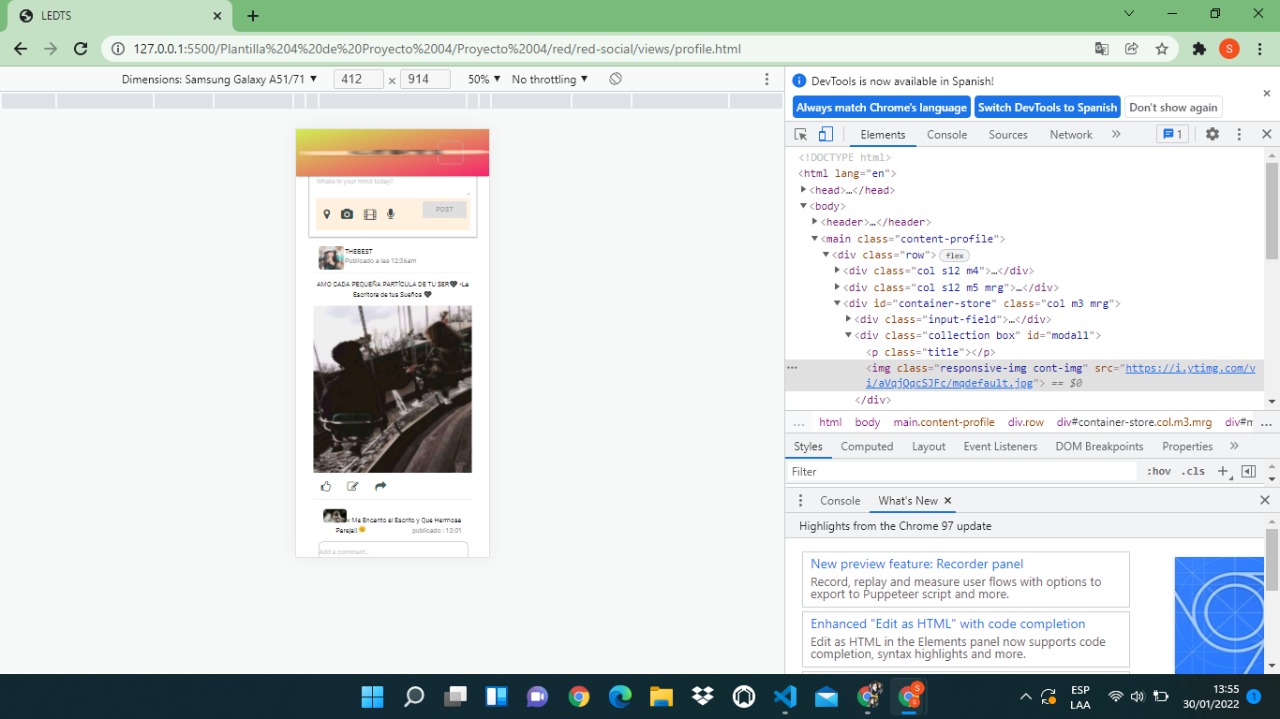 LEDTS
127.0.0.1:5500/Plantilla%204%20de%20Proyecto%2004/Proyecto%2004/red/red-social/views/profile.html
S
Dimensions: Samsung Galaxy A51/71 ▼ 412 × 914 50% ▼ No throttling ▼
DevTools is now available in Spanish!
Always match Chrome's language
Switch DevTools to Spanish
Don't show again
Elements Console Sources Network » 1
<!DOCTYPE html>
<html lang="en">
<head>…</head>
<body>
<header>…</header>
<main class="content-profile">
<div class="row"> flex
<div class="col s12 m4">…</div>
<div class="col s12 m5 mrg">…</div>
<div id="container-store" class="col m3 mrg">
<div class="input-field">…</div>
<div class="collection box" id="modal1">
<p class="title"></p>
<img class="responsive-img cont-img" src="https://i.ytimg.com/v
i/aVqjOqcSJFc/mqdefault.jpg"> == $0
</div>
... html body main.content-profile div.row div#container-store.col.m3.mrg div#m ...
Styles Computed Layout Event Listeners DOM Breakpoints Properties »
Filter :hov .cls +
Console What's New ×
Highlights from the Chrome 97 update
New preview feature: Recorder panel
Record, replay and measure user flows with options to
export to Puppeteer script and more.
Enhanced "Edit as HTML" with code completion
Edit as HTML in the Elements panel now supports code
completion, syntax highlights and more.
Whats in your mind today?
POST
THEBEST
Publicado a las 12:36am
AMO CADA PEQUEÑA PARTÍCULA DE TU SER🖤 -La
Escritora de tus Sueños 🖤
Me Encanto el Escrito y Que Hermosa
Pareja!! 😊 publicado : 13:01
Add a comment..
ESP
LAA
13:55
30/01/2022
1
S